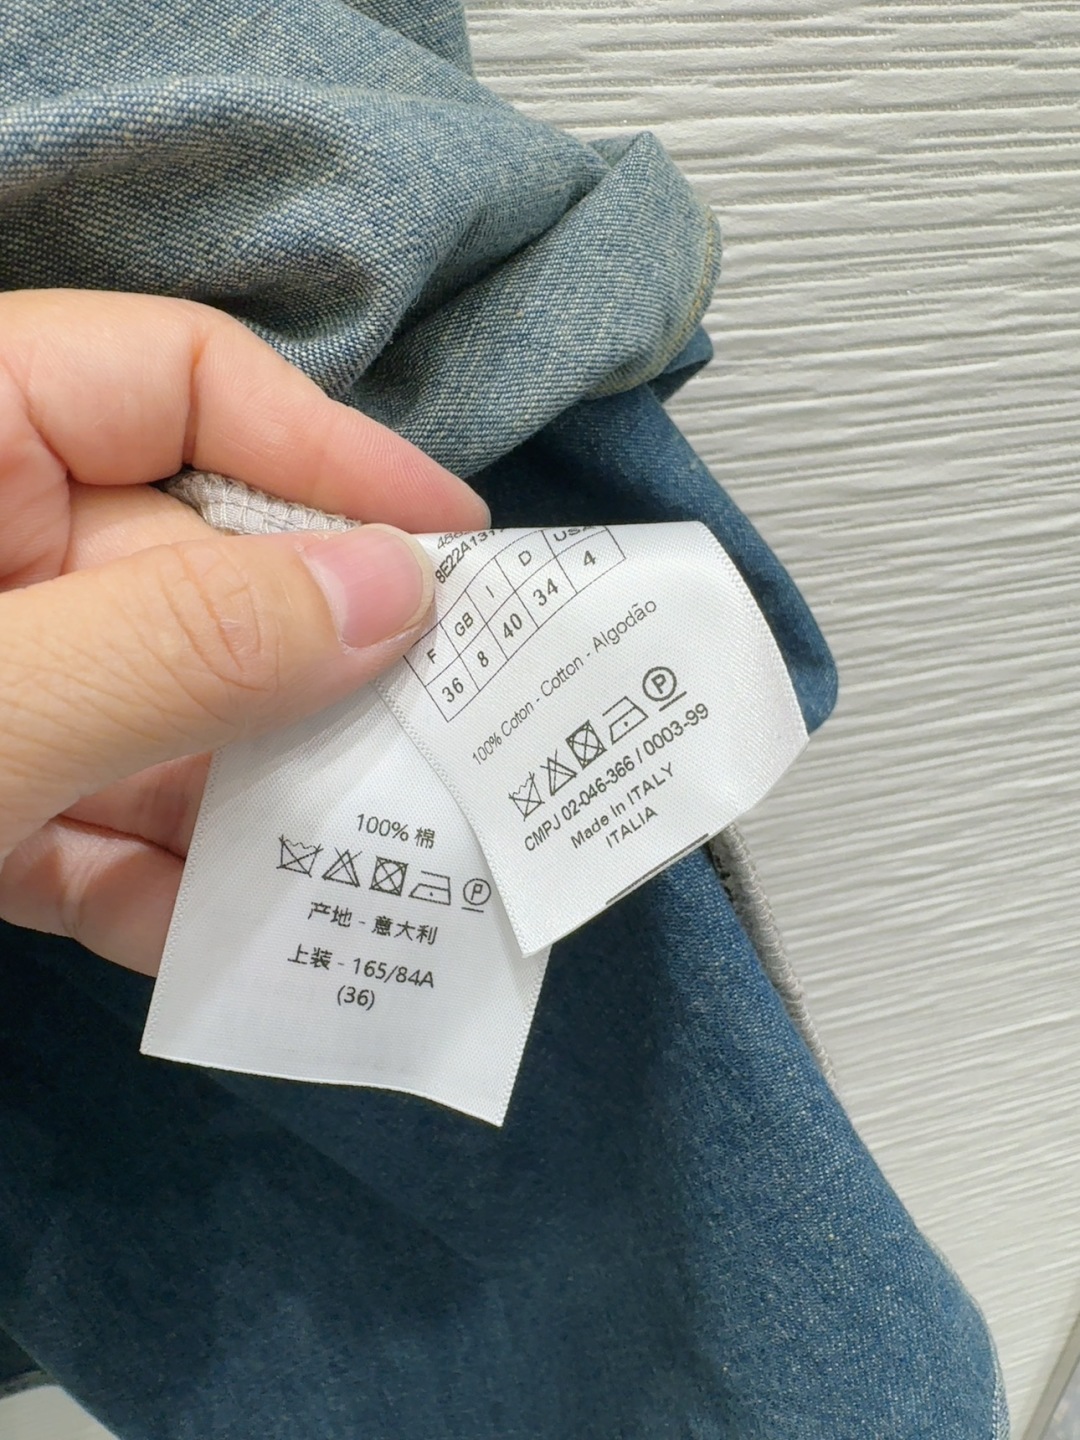 8E22A131
F GB I D USA
36 8 40 34 4
100% Coton - Cotton - Algodão
P
CMPJ 02-046-366 / 0003-99
Made In ITALY
ITALIA
100% 棉
P
产地 - 意大利
上装 - 165/84A
(36)